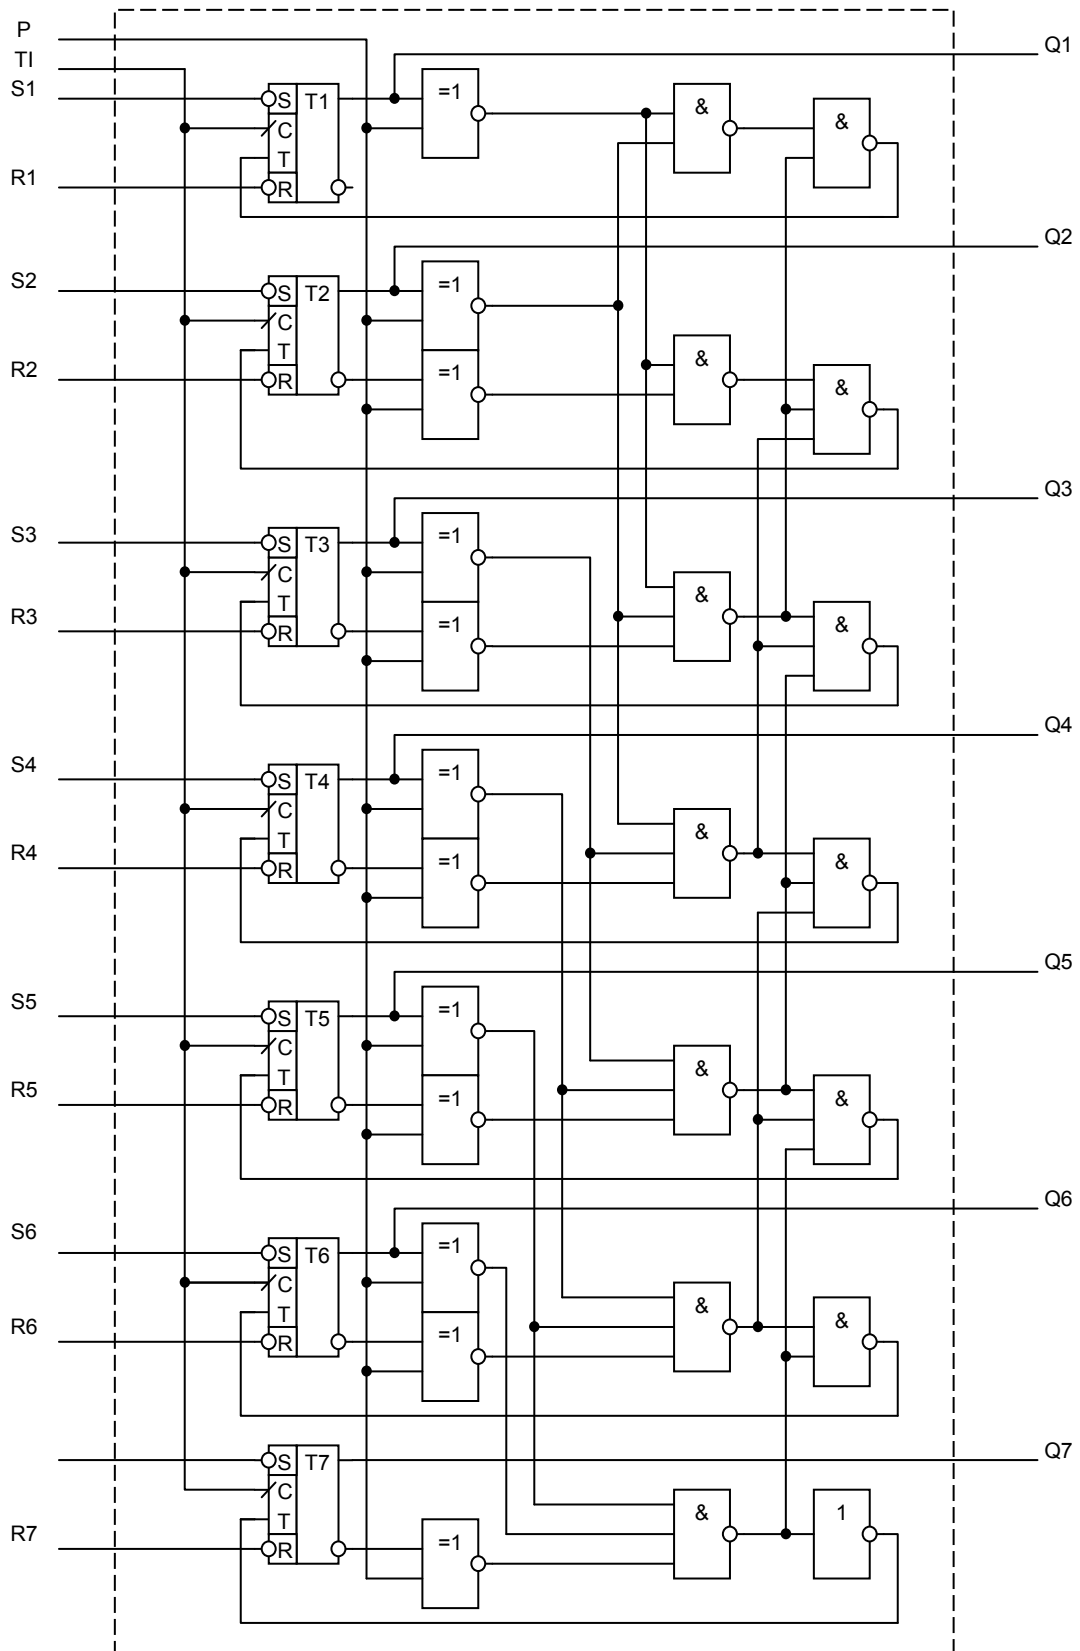 P
TI
Q1
S1
S T1
C
T
R
=1
&
&
R1
Q2
S2
S T2
C
T
R
=1
=1
&
&
R2
Q3
S3
S T3
C
T
R
=1
=1
&
&
R3
Q4
S4
S T4
C
T
R
=1
=1
&
&
R4
Q5
S5
S T5
C
T
R
=1
=1
&
&
R5
Q6
S6
S T6
C
T
R
=1
=1
&
&
R6
Q7
S T7
C
T
R
=1
&
1
R7